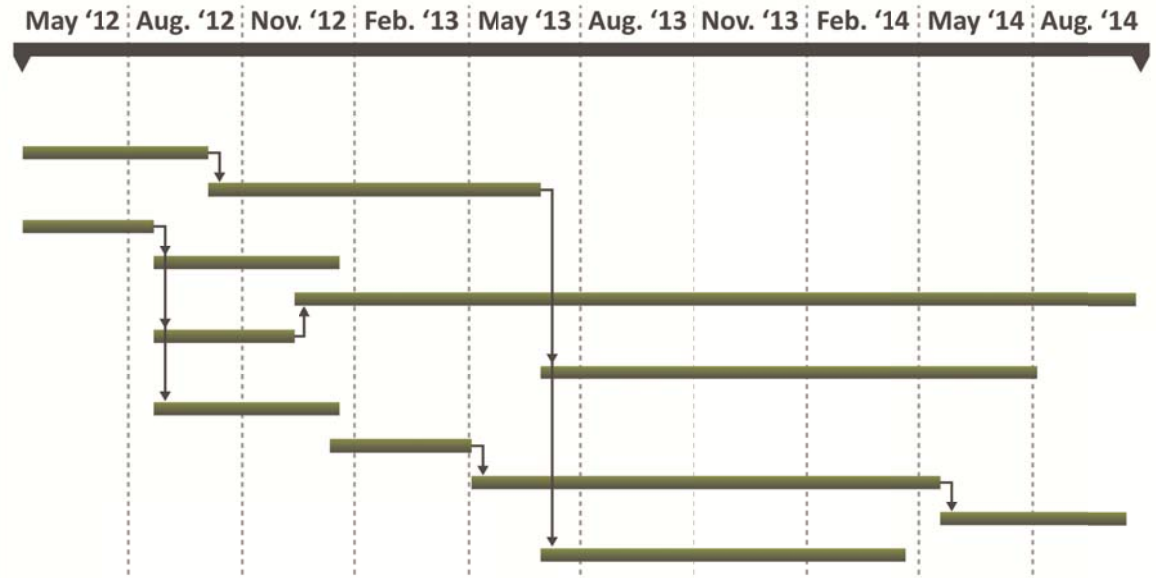 May ‘12 Aug. ‘12 Nov. ‘12 Feb. ‘13 May ‘13 Aug. ‘13 Nov. ‘13 Feb. ‘14 May ‘14 Aug. ‘14